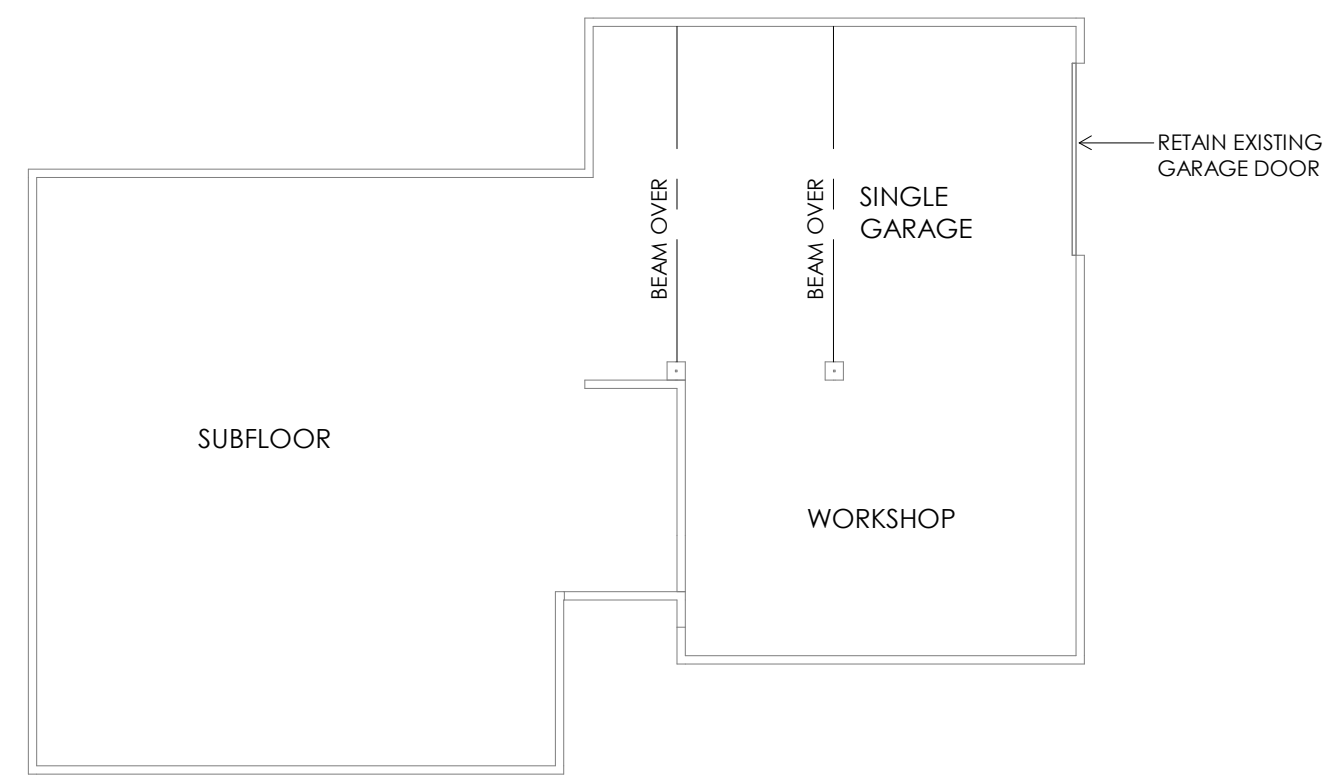 RETAIN EXISTING
GARAGE DOOR
BEAM OVER
BEAM OVER
SINGLE
GARAGE
SUBFLOOR
WORKSHOP